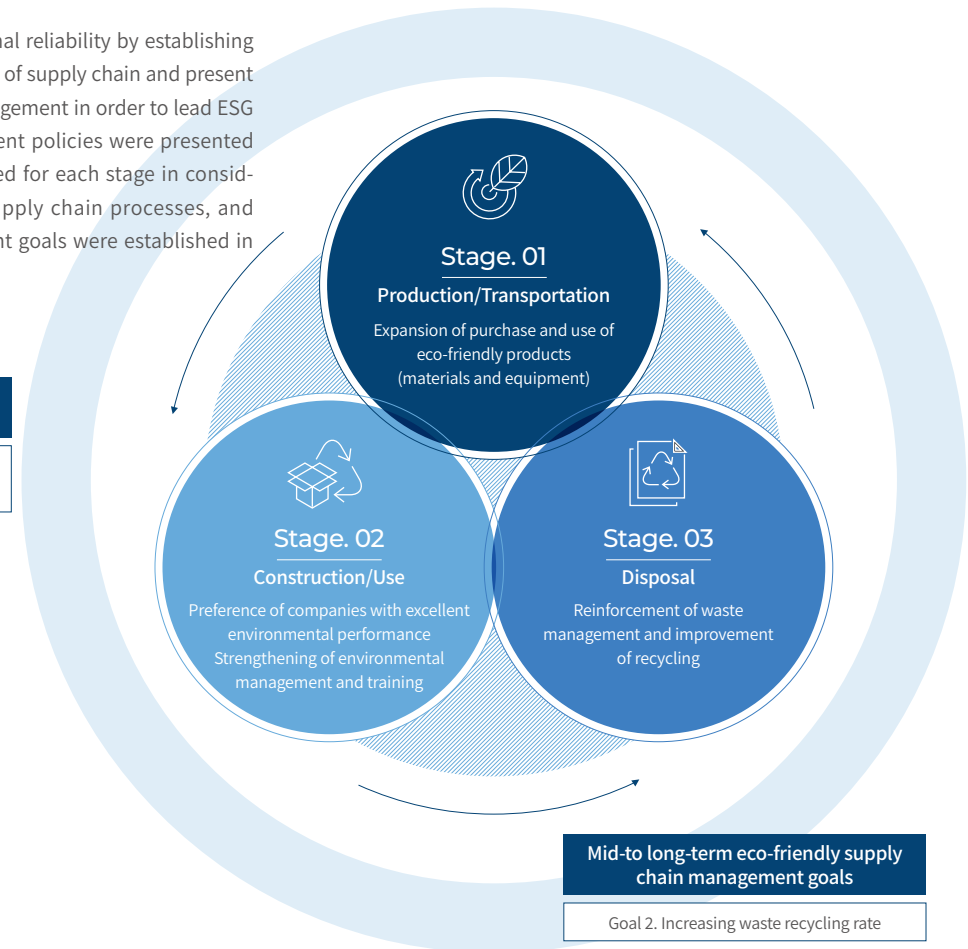 nal reliability by establishing
of supply chain and present
gement in order to lead ESG
ent policies were presented
ed for each stage in consid-
pply chain processes, and
nt goals were established in
Stage. 01
Production/Transportation
Expansion of purchase and use of
eco-friendly products
(materials and equipment)
Stage. 02
Construction/Use
Preference of companies with excellent
environmental performance
Strengthening of environmental
management and training
Stage. 03
Disposal
Reinforcement of waste
management and improvement
of recycling
Mid-to long-term eco-friendly supply
chain management goals
Goal 2. Increasing waste recycling rate